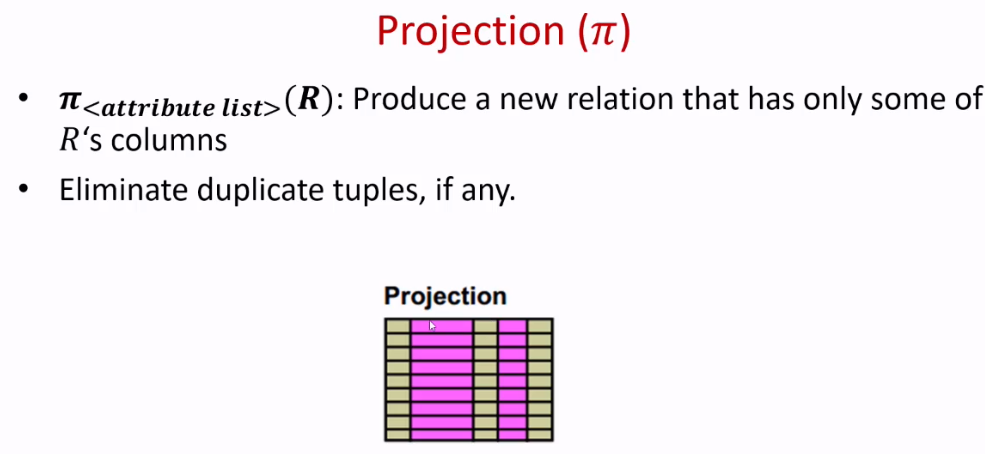 Projection (π)
• π<attribute list>(R): Produce a new relation that has only some of
R‘s columns
• Eliminate duplicate tuples, if any.
Projection